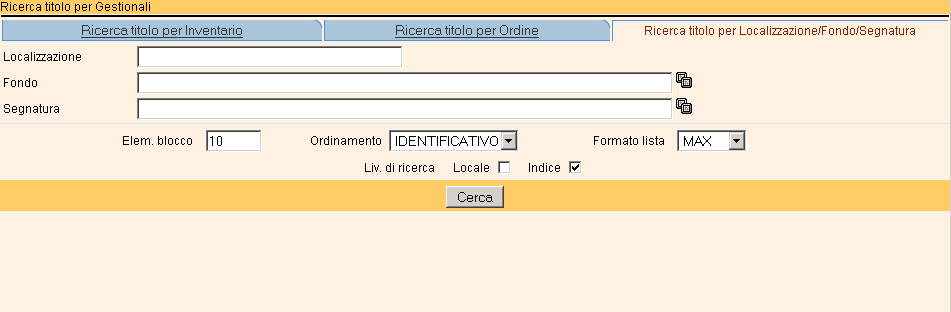 Ricerca titolo per Gestionali
Ricerca titolo per Inventario Ricerca titolo per Ordine Ricerca titolo per Localizzazione/Fondo/Segnatura
Localizzazione
Fondo
Segnatura
Elem. blocco 10 Ordinamento IDENTIFICATIVO Formato lista MAX
Liv. di ricerca Locale Indice
Cerca